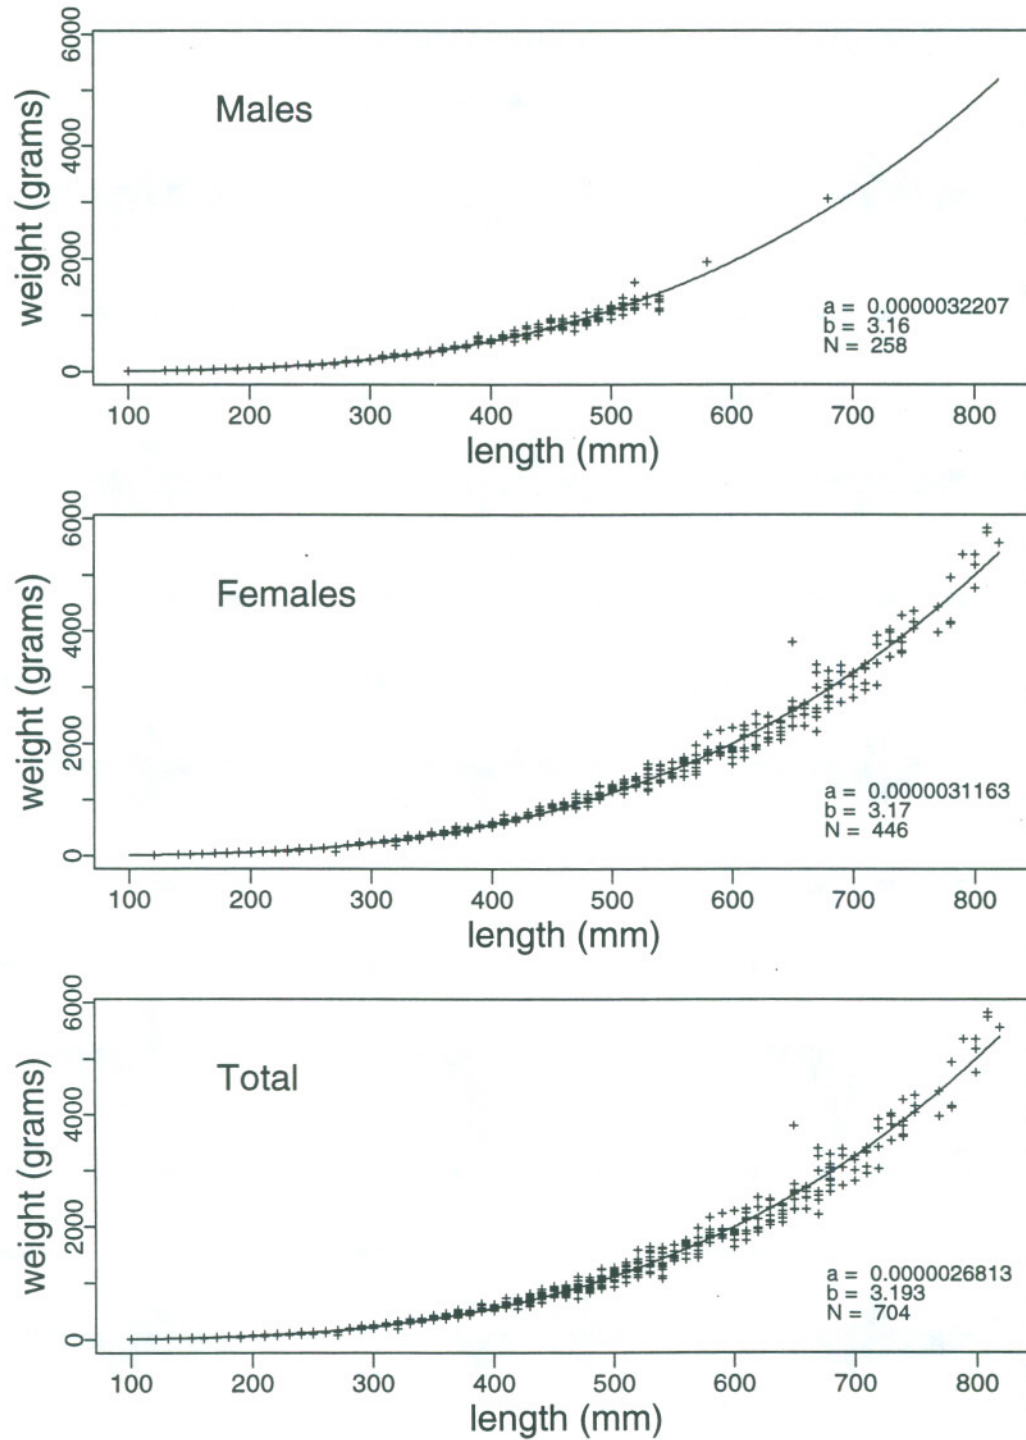 Males
weight (grams)
0 2000 4000 6000
a = 0.0000032207
b = 3.16
N = 258
100 200 300 400 500 600 700 800
length (mm)
Females
weight (grams)
0 2000 4000 6000
a = 0.0000031163
b = 3.17
N = 446
100 200 300 400 500 600 700 800
length (mm)
Total
weight (grams)
0 2000 4000 6000
a = 0.0000026813
b = 3.193
N = 704
100 200 300 400 500 600 700 800
length (mm)